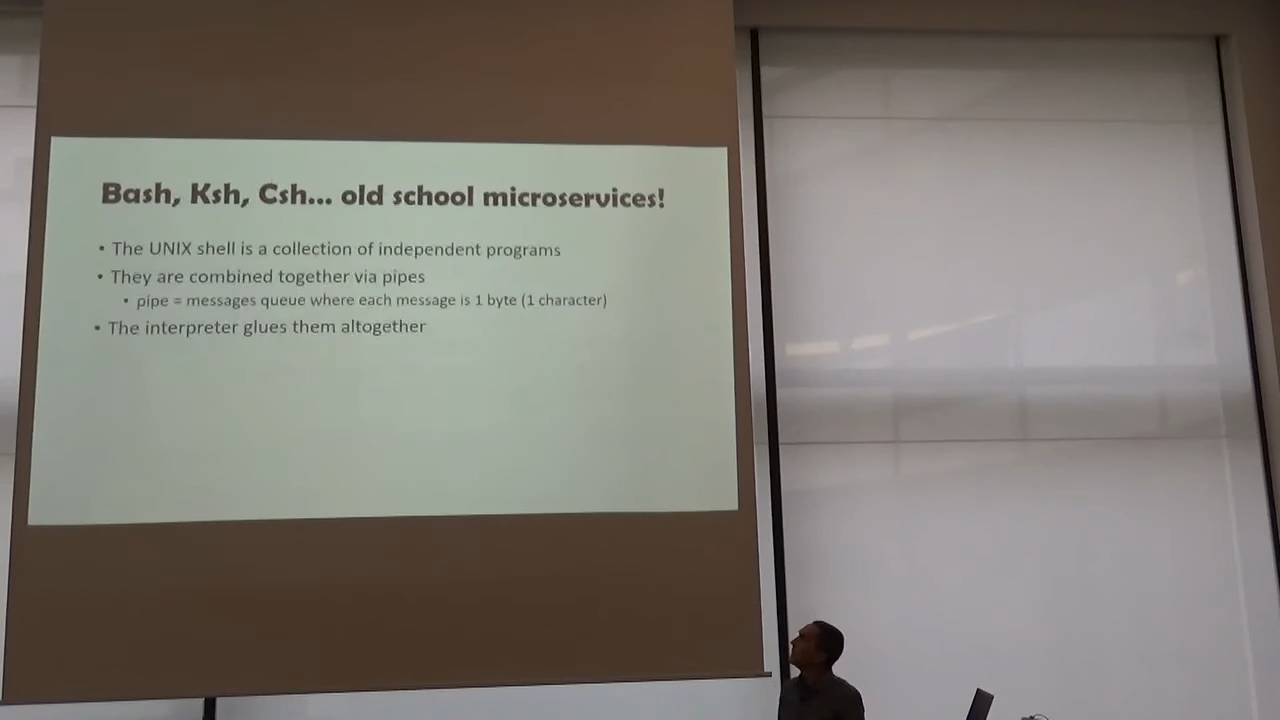 Bash, Ksh, Csh... old school microservices!
• The UNIX shell is a collection of independent programs
• They are combined together via pipes
• pipe = messages queue where each message is 1 byte (1 character)
• The interpreter glues them altogether